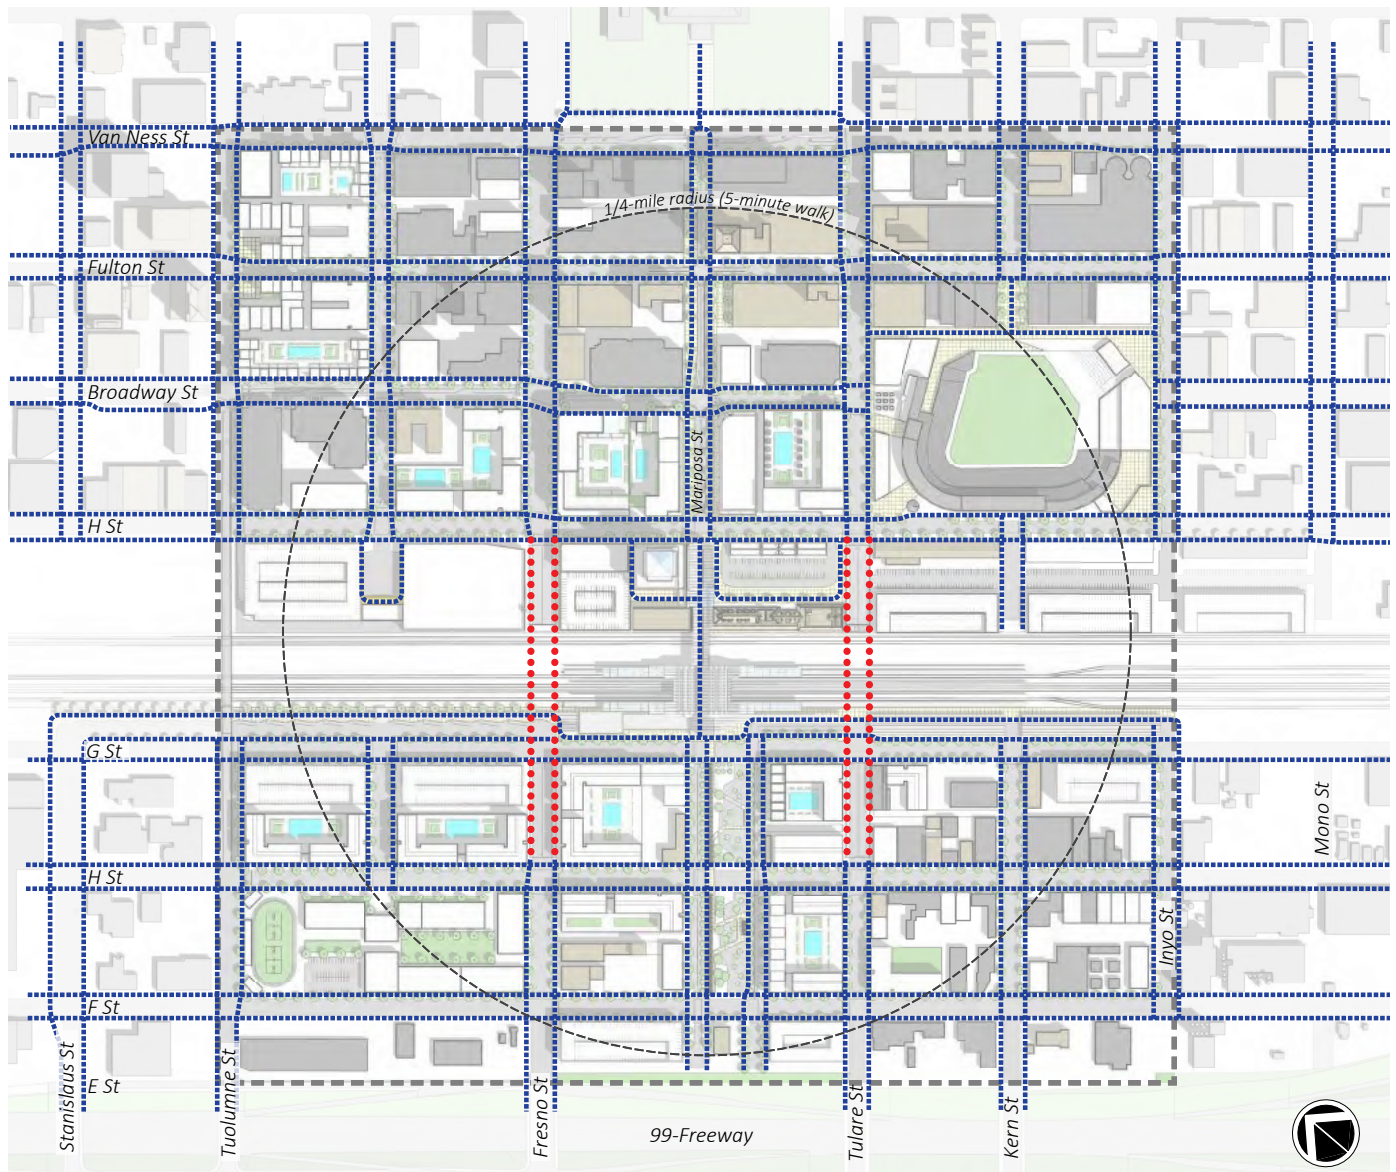 Van Ness St
1/4-mile radius (5-minute walk)
Fulton St
Broadway St
Mariposa St
H St
G St
Mono St
H St
Inyo St
F St
Stanislaus St
Tuolumne St
E St
Fresno St
Tulare St
Kern St
99-Freeway